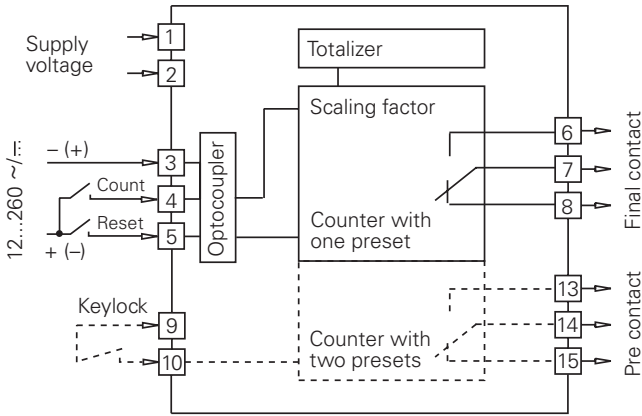 Supply
voltage
1
2
Totalizer
Scaling factor
12...260 ~/⎓
– (+)
Count
Reset
+ (–)
3
4
5
Optocoupler
Counter with
one preset
6
7
8
Final contact
Keylock
9
10
Counter with
two presets
13
14
15
Pre contact